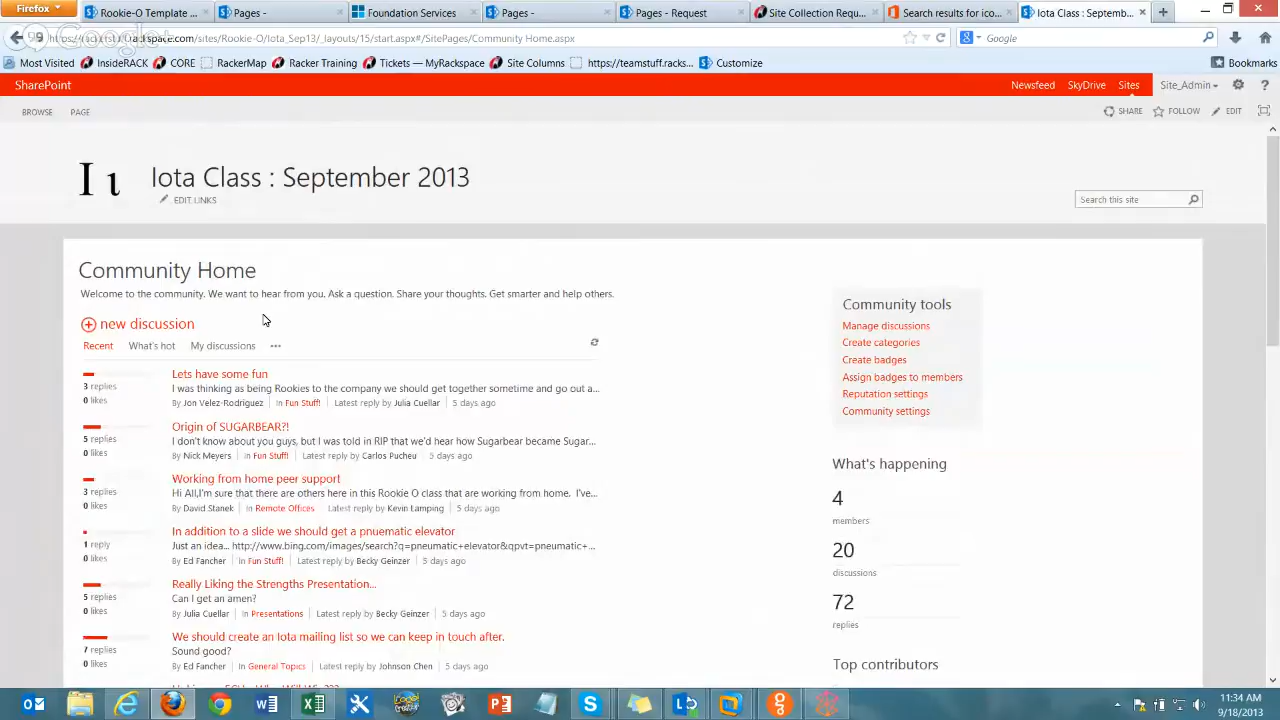 Firefox
Rookie-O Template ...
Pages -
Foundation Services
Pages -
Pages - Request
Site Collection Requ...
Search results for ico...
Iota Class : Septemb...
space.com/sites/Rookie-O/Iota_Sep13/_layouts/15/start.aspx#/SitePages/Community Home.aspx
Google
Most Visited
InsideRACK
CORE
RackerMap
Racker Training
Tickets — MyRackspace
Site Columns
https://teamstuff.racks...
Customize
Bookmarks
SharePoint
Newsfeed
SkyDrive
Sites
Site_Admin
?
BROWSE
PAGE
SHARE
FOLLOW
EDIT
Ι ι
Iota Class : September 2013
EDIT LINKS
Search this site
Community Home
Welcome to the community. We want to hear from you. Ask a question. Share your thoughts. Get smarter and help others.
new discussion
Recent What's hot My discussions ...
3 replies
0 likes
Lets have some fun
I was thinking as being Rookies to the company we should get together sometime and go out a...
By Jon Velez-Rodriguez | In Fun Stuff! | Latest reply by Julia Cuellar | 5 days ago
5 replies
0 likes
Origin of SUGARBEAR?!
I don't know about you guys, but I was told in RIP that we'd hear how Sugarbear became Sugar...
By Nick Meyers | In Fun Stuff! | Latest reply by Carlos Pucheu | 5 days ago
3 replies
0 likes
Working from home peer support!
Hi All,I'm sure that there are others here in this Rookie O class that are working from home. I've...
By David Stanek | In Remote Offices | Latest reply by Kevin Lamping | 5 days ago
1 reply
0 likes
In addition to a slide we should get a pnuematic elevator
Just an idea... http://www.bing.com/images/search?q=pneumatic+elevator&qpvt=pneumatic+...
By Ed Fancher | In Fun Stuff! | Latest reply by Becky Geinzer | 5 days ago
5 replies
0 likes
Really Liking the Strengths Presentation...
Can I get an amen?
By Julia Cuellar | In Presentations | Latest reply by Becky Geinzer | 5 days ago
7 replies
0 likes
We should create an Iota mailing list so we can keep in touch after.
Sound good?
By Ed Fancher | In General Topics | Latest reply by Johnson Chen | 5 days ago
Community tools
Manage discussions
Create categories
Create badges
Assign badges to members
Reputation settings
Community settings
What's happening
4
members
20
discussions
72
replies
Top contributors
11:34 AM
9/18/2013